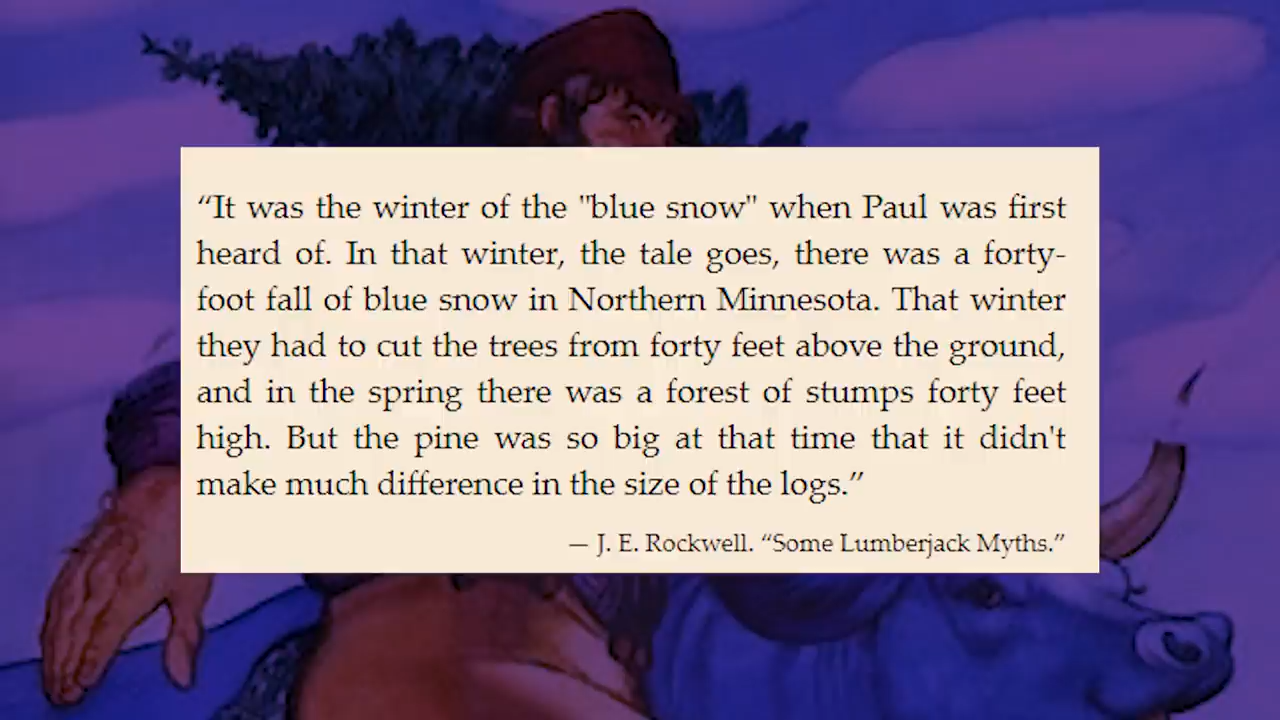 “It was the winter of the "blue snow" when Paul was first
heard of. In that winter, the tale goes, there was a forty-
foot fall of blue snow in Northern Minnesota. That winter
they had to cut the trees from forty feet above the ground,
and in the spring there was a forest of stumps forty feet
high. But the pine was so big at that time that it didn't
make much difference in the size of the logs.”
— J. E. Rockwell. “Some Lumberjack Myths.”